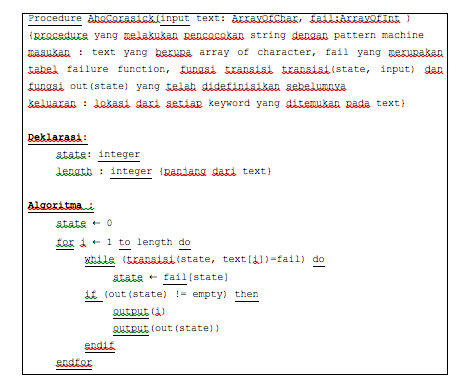 Procedure AhoCorasick(input text: ArrayOfChar, fail:ArrayOfInt )
{procedure yang melakukan pencocokan string dengan pattern machine
masukan : text yang berupa array of character, fail yang merupakan
tabel failure function, fungsi transisi transisi(state, input) dan
fungsi out(state) yang telah didefinisikan sebelumnya
keluaran : lokasi dari setiap keyword yang ditemukan pada text}
Deklarasi:
state: integer
length : integer {panjang dari text}
Algoritma :
state ← 0
for i ← 1 to length do
while (transisi(state, text[i])=fail) do
state ← fail[state]
if (out(state) != empty) then
output(i)
output(out(state))
endif
endfor